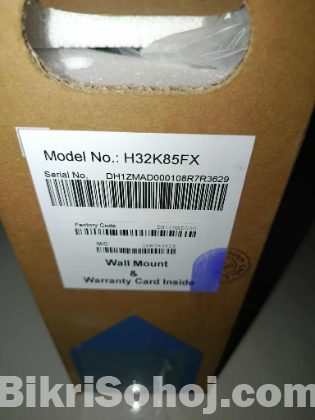 Model No.: H32K85FX
Serial No. DH1ZMAD000108R7R3629
Factory Code
M/C
Wall Mount
&
Warranty Card Inside
BikriSohoj.com